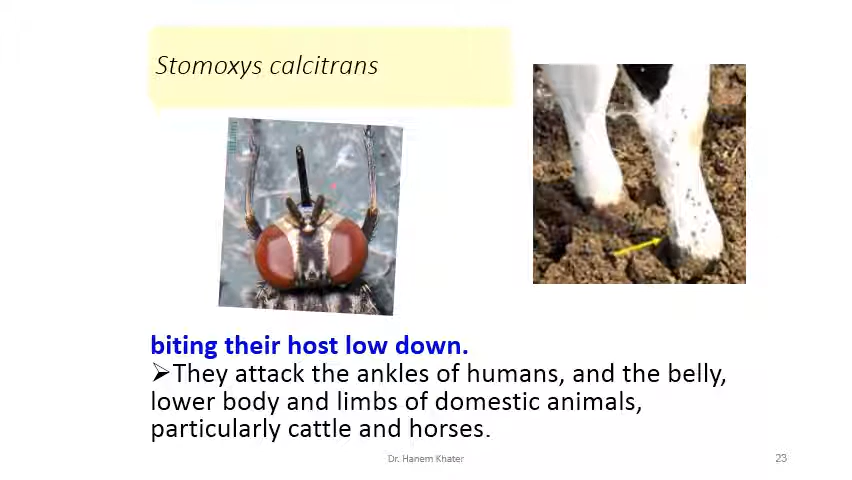 Stomoxys calcitrans
biting their host low down.
➢They attack the ankles of humans, and the belly,
lower body and limbs of domestic animals,
particularly cattle and horses.
Dr. Hanem Khater
23